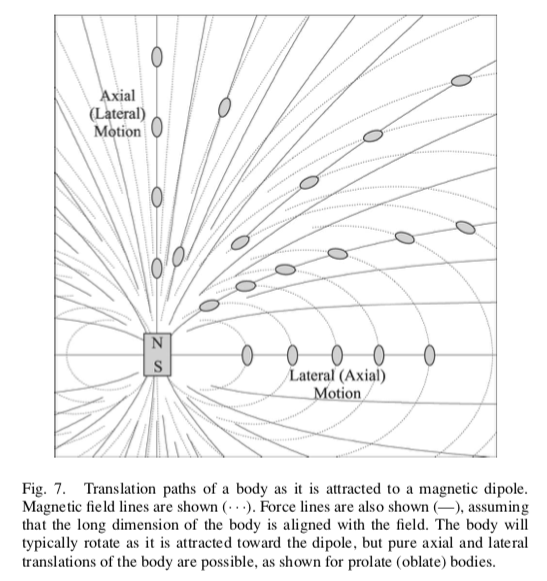 Axial
(Lateral)
Motion
N
S
Lateral (Axial)
Motion
Fig. 7. Translation paths of a body as it is attracted to a magnetic dipole.
Magnetic field lines are shown (· · ·). Force lines are also shown (—), assuming
that the long dimension of the body is aligned with the field. The body will
typically rotate as it is attracted toward the dipole, but pure axial and lateral
translations of the body are possible, as shown for prolate (oblate) bodies.